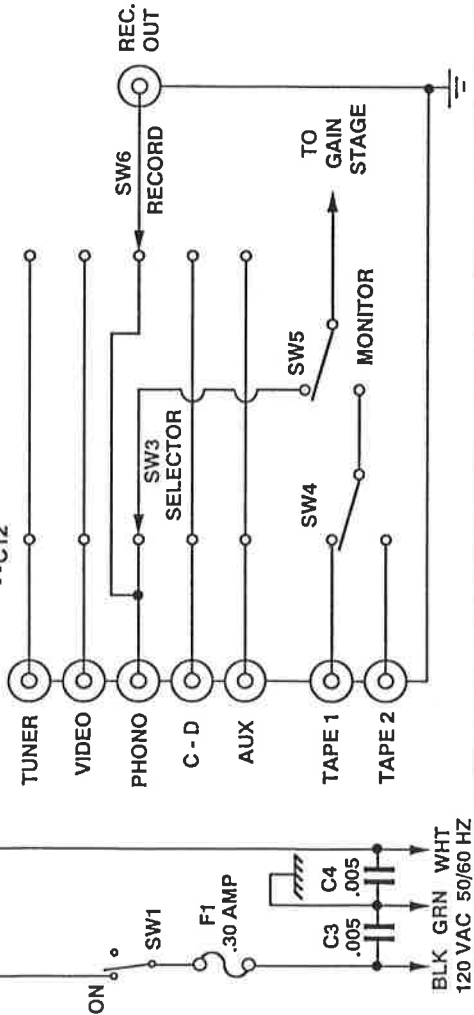 C12
REC.
OUT
TUNER
VIDEO
PHONO
C - D
AUX
TAPE 1
TAPE 2
SW6
RECORD
SW3
SELECTOR
SW5
SW4
MONITOR
TO
GAIN
STAGE
ON
SW1
F1
.30 AMP
C3
.005
C4
.005
BLK GRN WHT
120 VAC 50/60 HZ